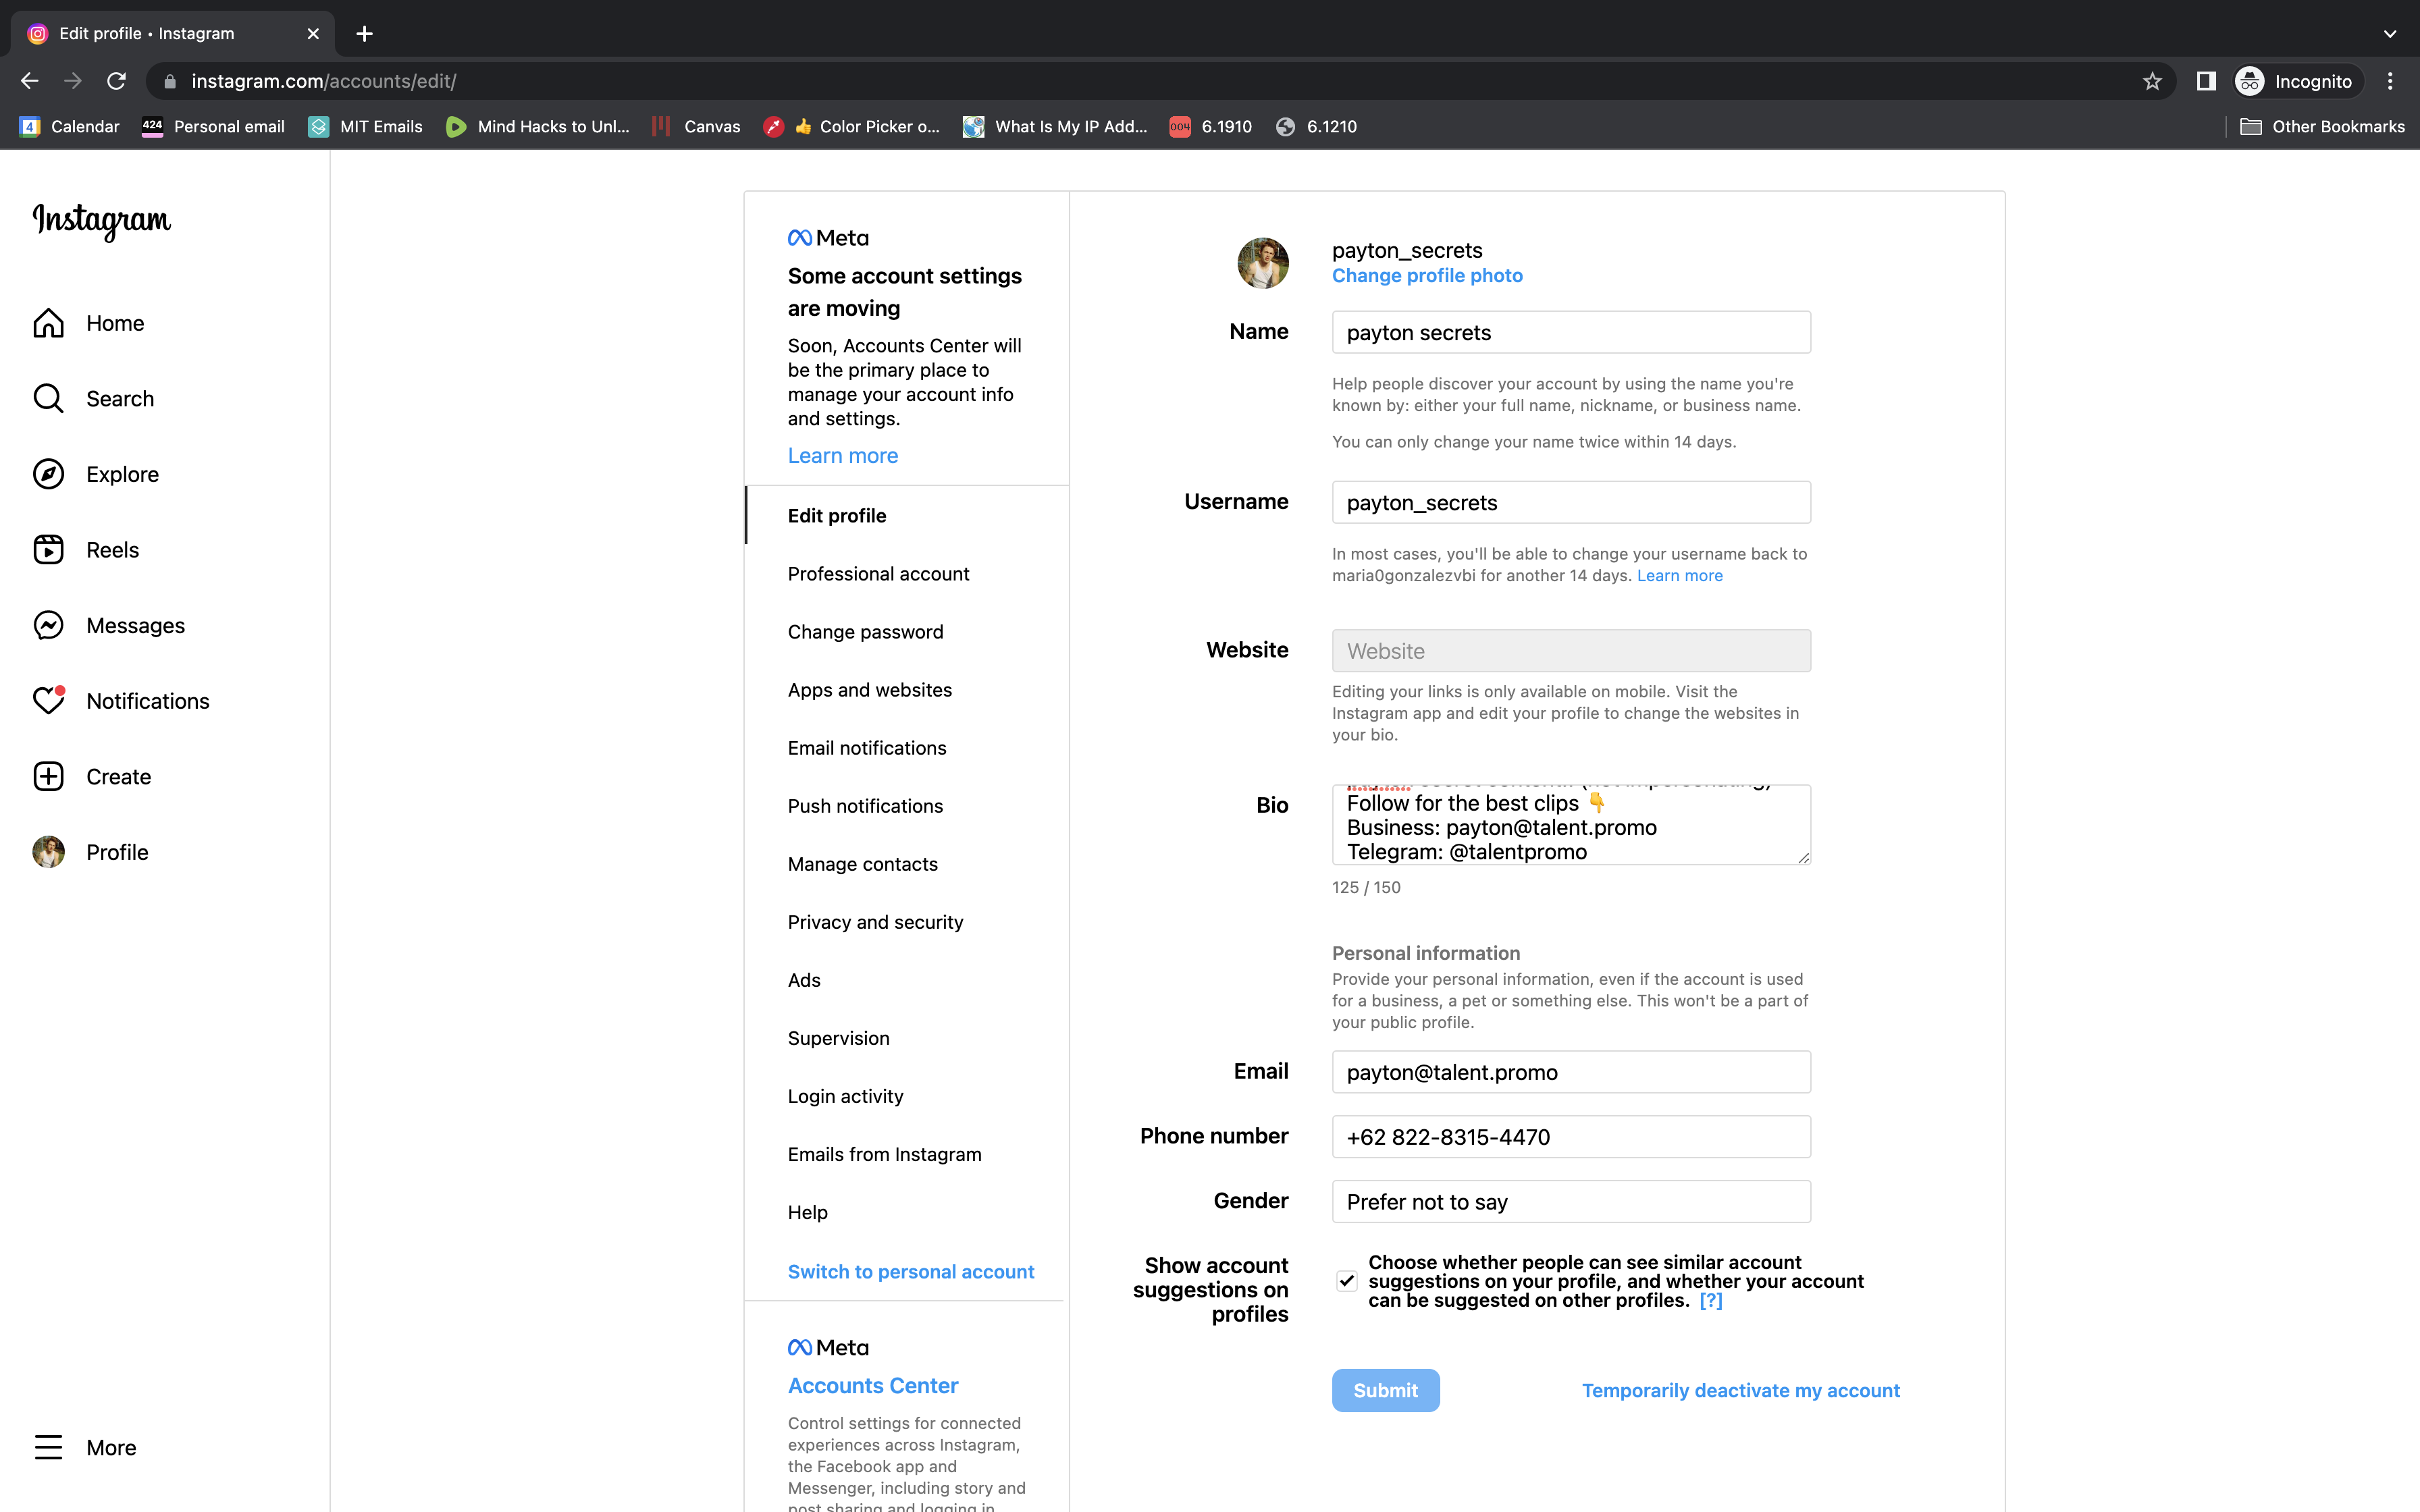 Edit profile • Instagram
instagram.com/accounts/edit/
Incognito
Calendar
424
Personal email
MIT Emails
Mind Hacks to Unl...
Canvas
👍 Color Picker o...
What Is My IP Add...
004
6.1910
6.1210
Other Bookmarks
Instagram
Home
Search
Explore
Reels
Messages
Notifications
Create
Profile
More
Meta
Some account settings
are moving
Soon, Accounts Center will
be the primary place to
manage your account info
and settings.
Learn more
Edit profile
Professional account
Change password
Apps and websites
Email notifications
Push notifications
Manage contacts
Privacy and security
Ads
Supervision
Login activity
Emails from Instagram
Help
Switch to personal account
Meta
Accounts Center
Control settings for connected
experiences across Instagram,
the Facebook app and
Messenger, including story and
post sharing and logging in.
payton_secrets
Change profile photo
Name
payton secrets
Help people discover your account by using the name you're
known by: either your full name, nickname, or business name.
You can only change your name twice within 14 days.
Username
payton_secrets
In most cases, you'll be able to change your username back to
maria0gonzalezvbi for another 14 days. Learn more
Website
Website
Editing your links is only available on mobile. Visit the
Instagram app and edit your profile to change the websites in
your bio.
Bio
Follow for the best clips 👇
Business: payton@talent.promo
Telegram: @talentpromo
125 / 150
Personal information
Provide your personal information, even if the account is used
for a business, a pet or something else. This won't be a part of
your public profile.
Email
payton@talent.promo
Phone number
+62 822-8315-4470
Gender
Prefer not to say
Show account
suggestions on
profiles
Choose whether people can see similar account
suggestions on your profile, and whether your account
can be suggested on other profiles. [?]
Submit
Temporarily deactivate my account